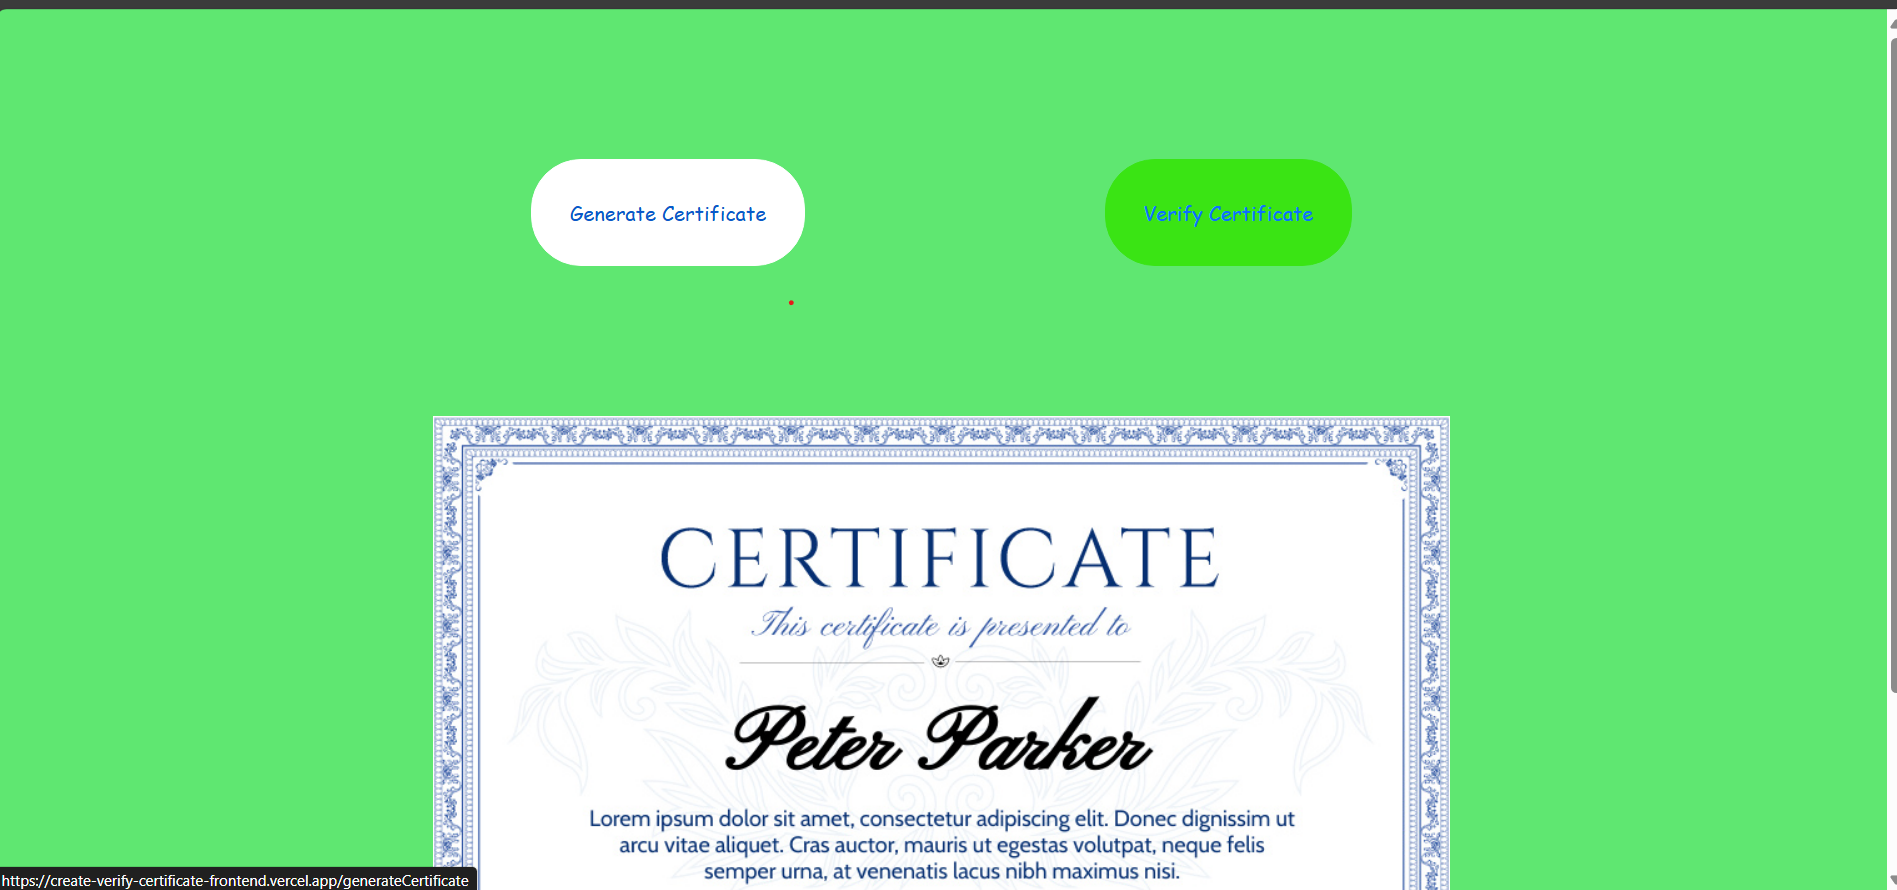 Generate Certificate
Verify Certificate
CERTIFICATE
This certificate is presented to
Peter Parker
Lorem ipsum dolor sit amet, consectetur adipiscing elit. Donec dignissim ut
arcu vitae aliquet. Cras auctor, mauris ut egestas volutpat, neque felis
semper urna, at venenatis lacus nibh maximus nisi.
https://create-verify-certificate-frontend.vercel.app/generateCertificate